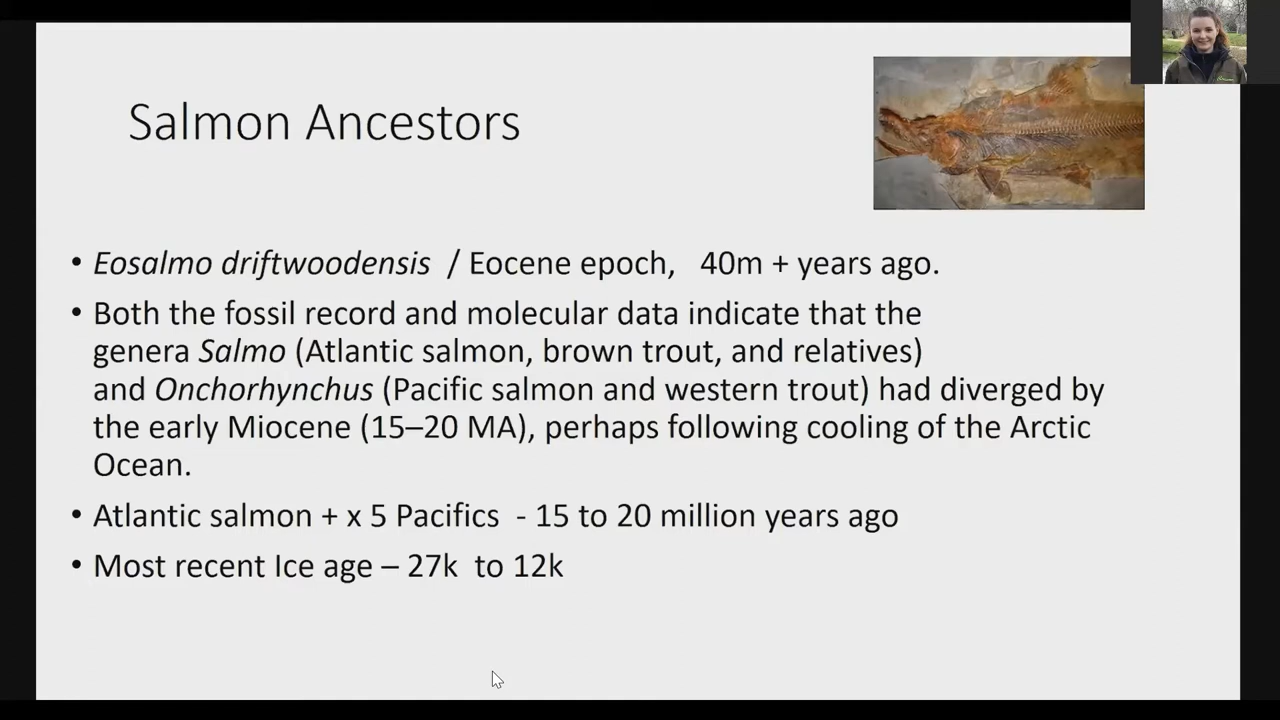 Salmon Ancestors
• Eosalmo driftwoodensis / Eocene epoch, 40m + years ago.
• Both the fossil record and molecular data indicate that the
genera Salmo (Atlantic salmon, brown trout, and relatives)
and Onchorhynchus (Pacific salmon and western trout) had diverged by
the early Miocene (15–20 MA), perhaps following cooling of the Arctic
Ocean.
• Atlantic salmon + x 5 Pacifics - 15 to 20 million years ago
• Most recent Ice age – 27k to 12k